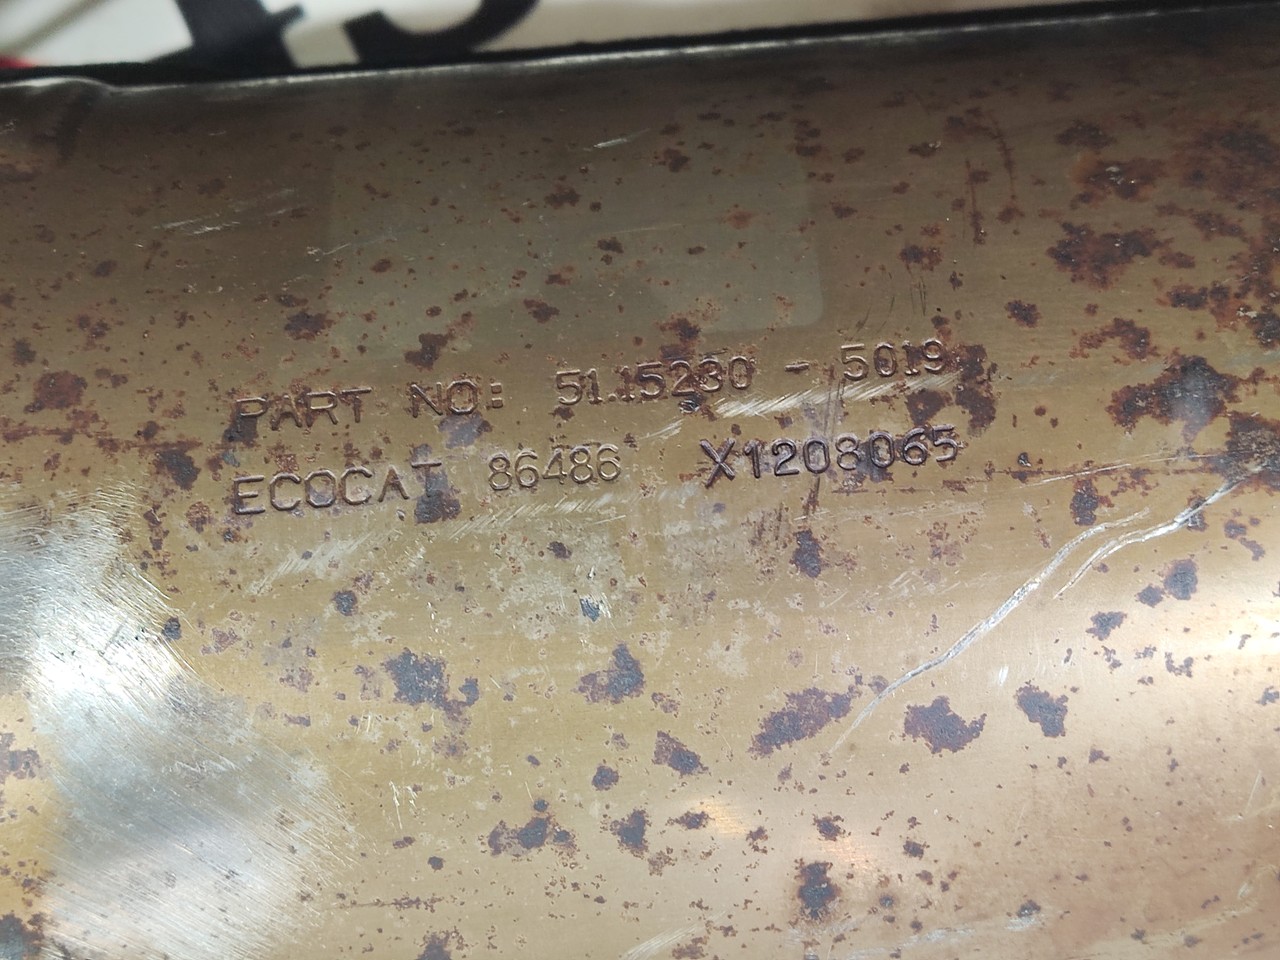 PART NO: 51.15230 - 5019
ECOCAT 86486 X1208065